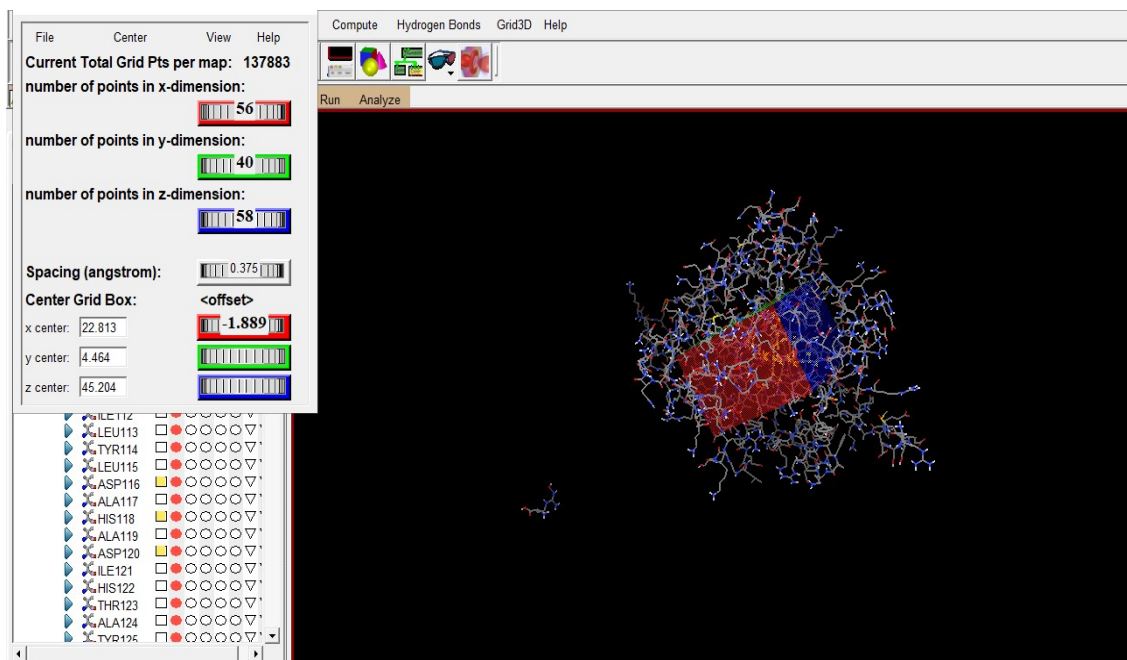 File Center View Help
Current Total Grid Pts per map: 137883
number of points in x-dimension:
56
number of points in y-dimension:
40
number of points in z-dimension:
58
Spacing (angstrom): 0.375
Center Grid Box: <offset>
x center: 22.813 -1.889
y center: 4.464
z center: 45.204
Compute Hydrogen Bonds Grid3D Help
Run Analyze
ILE112
LEU113
TYR114
LEU115
ASP116
ALA117
HIS118
ALA119
ASP120
ILE121
HIS122
THR123
ALA124
TYR125